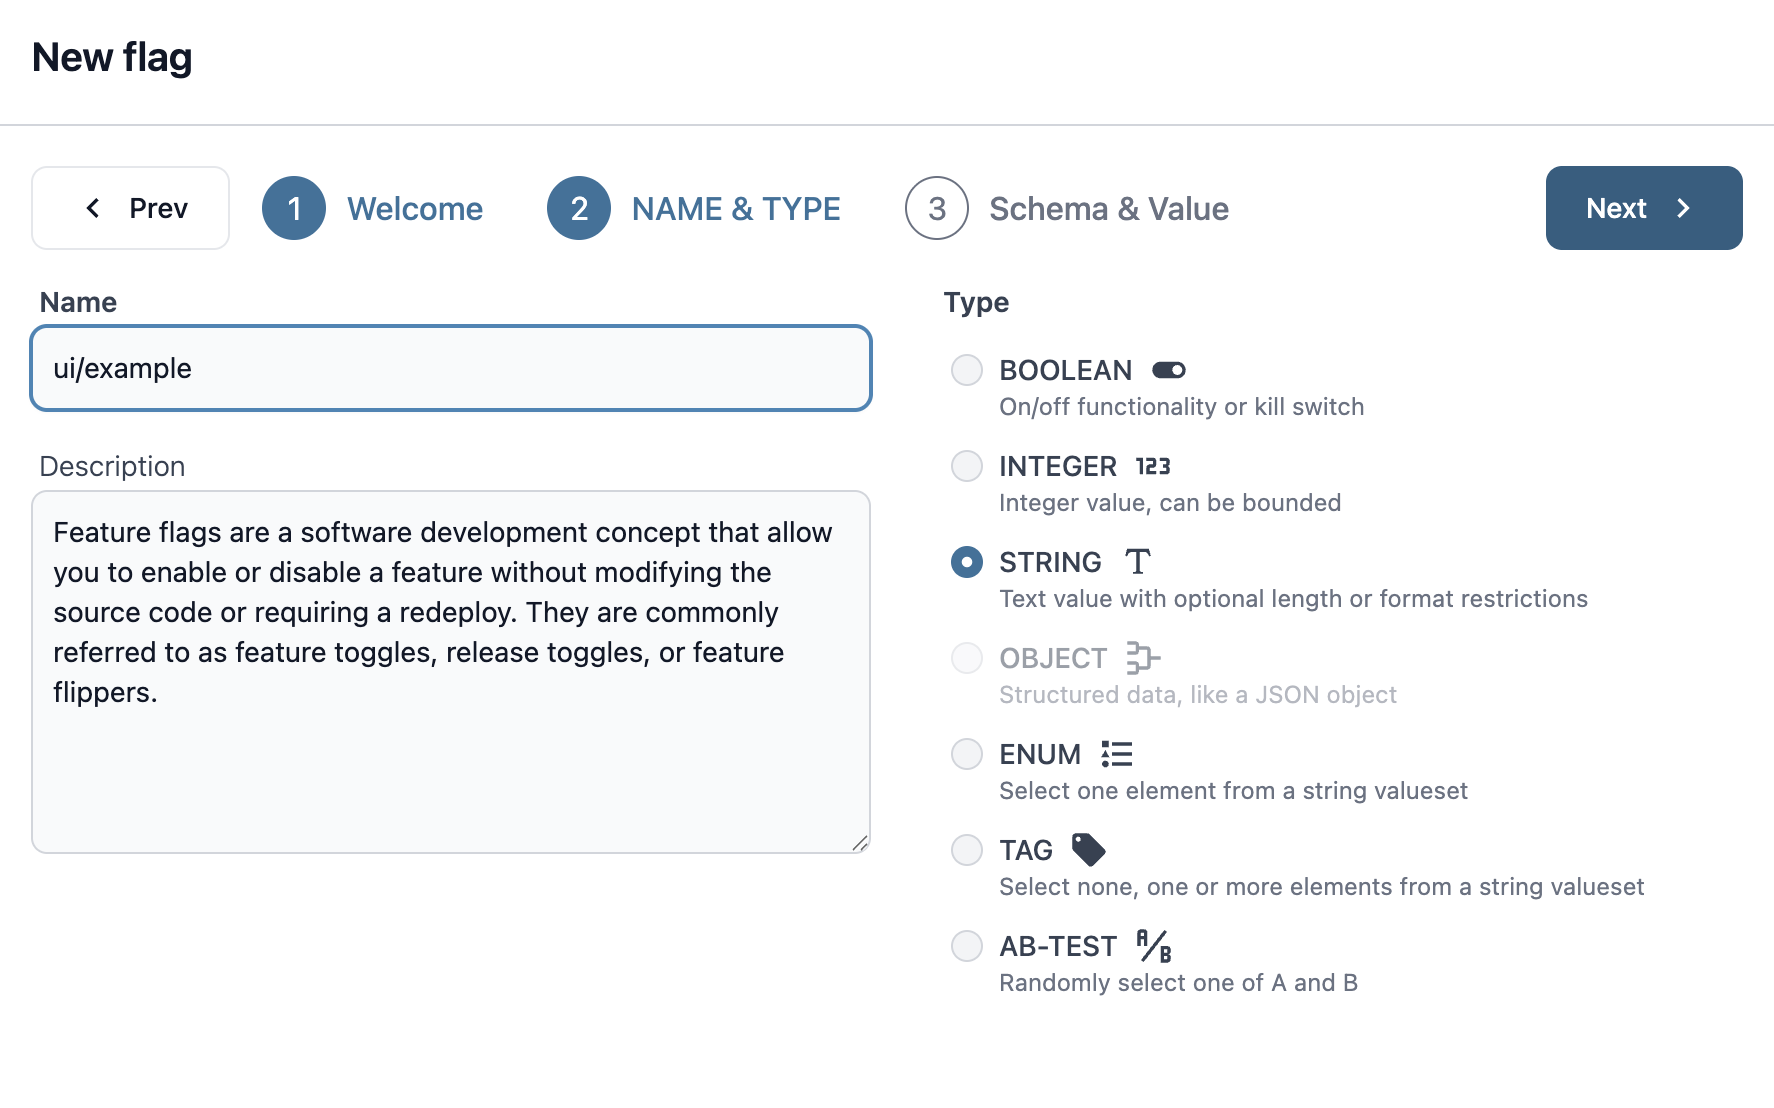 New flag
Prev
1 Welcome
2 NAME & TYPE
3 Schema & Value
Next
Name
ui/example
Description
Feature flags are a software development concept that allow
you to enable or disable a feature without modifying the
source code or requiring a redeploy. They are commonly
referred to as feature toggles, release toggles, or feature
flippers.
Type
BOOLEAN
On/off functionality or kill switch
INTEGER 123
Integer value, can be bounded
STRING T
Text value with optional length or format restrictions
OBJECT
Structured data, like a JSON object
ENUM
Select one element from a string valueset
TAG
Select none, one or more elements from a string valueset
AB-TEST A/B
Randomly select one of A and B